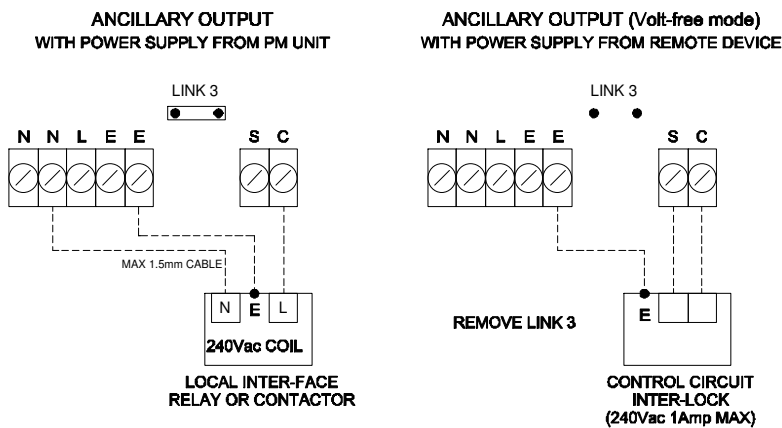 ANCILLARY OUTPUT
WITH POWER SUPPLY FROM PM UNIT
LINK 3
N N L E E S C
MAX 1.5mm CABLE
N E L
240Vac COIL
LOCAL INTER-FACE
RELAY OR CONTACTOR
ANCILLARY OUTPUT (Volt-free mode)
WITH POWER SUPPLY FROM REMOTE DEVICE
LINK 3
N N L E E S C
E
REMOVE LINK 3
CONTROL CIRCUIT
INTER-LOCK
(240Vac 1Amp MAX)